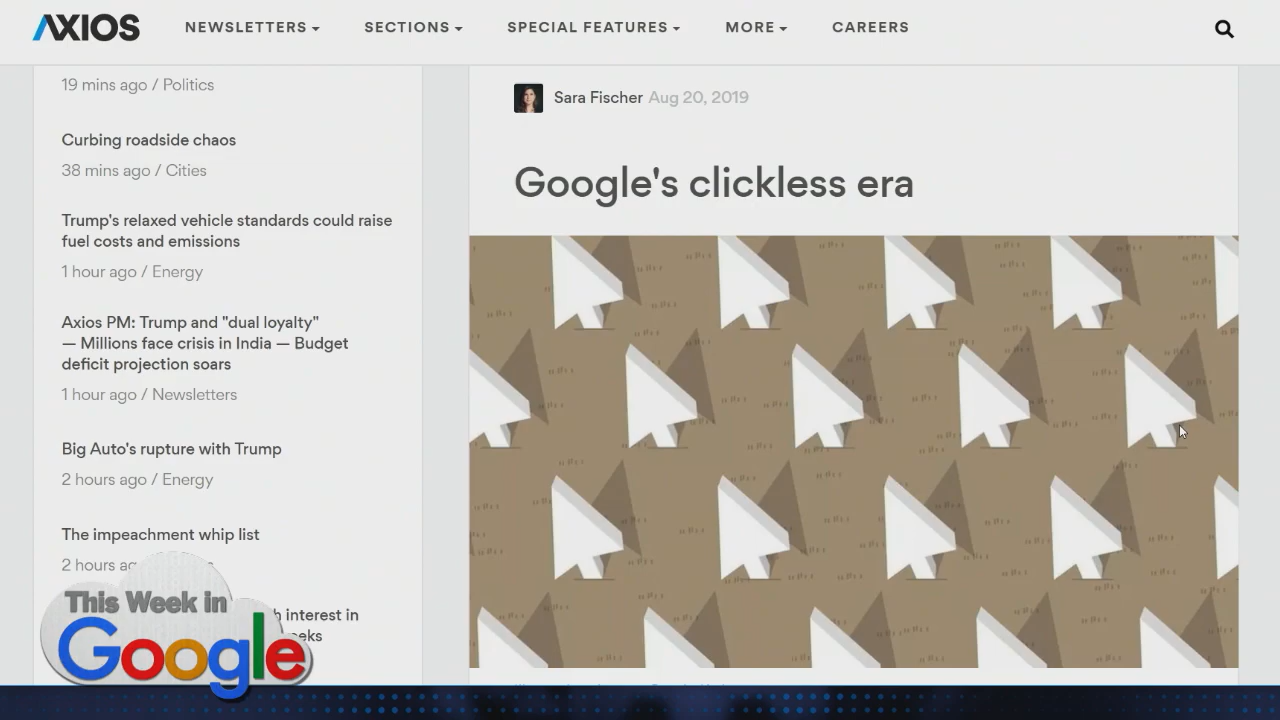 AXIOS NEWSLETTERS SECTIONS SPECIAL FEATURES MORE CAREERS
19 mins ago / Politics
Curbing roadside chaos
38 mins ago / Cities
Trump's relaxed vehicle standards could raise
fuel costs and emissions
1 hour ago / Energy
Axios PM: Trump and "dual loyalty"
— Millions face crisis in India — Budget
deficit projection soars
1 hour ago / Newsletters
Big Auto's rupture with Trump
2 hours ago / Energy
The impeachment whip list
2 hours
interest in
This Week in
Google
Sara Fischer Aug 20, 2019
Google's clickless era